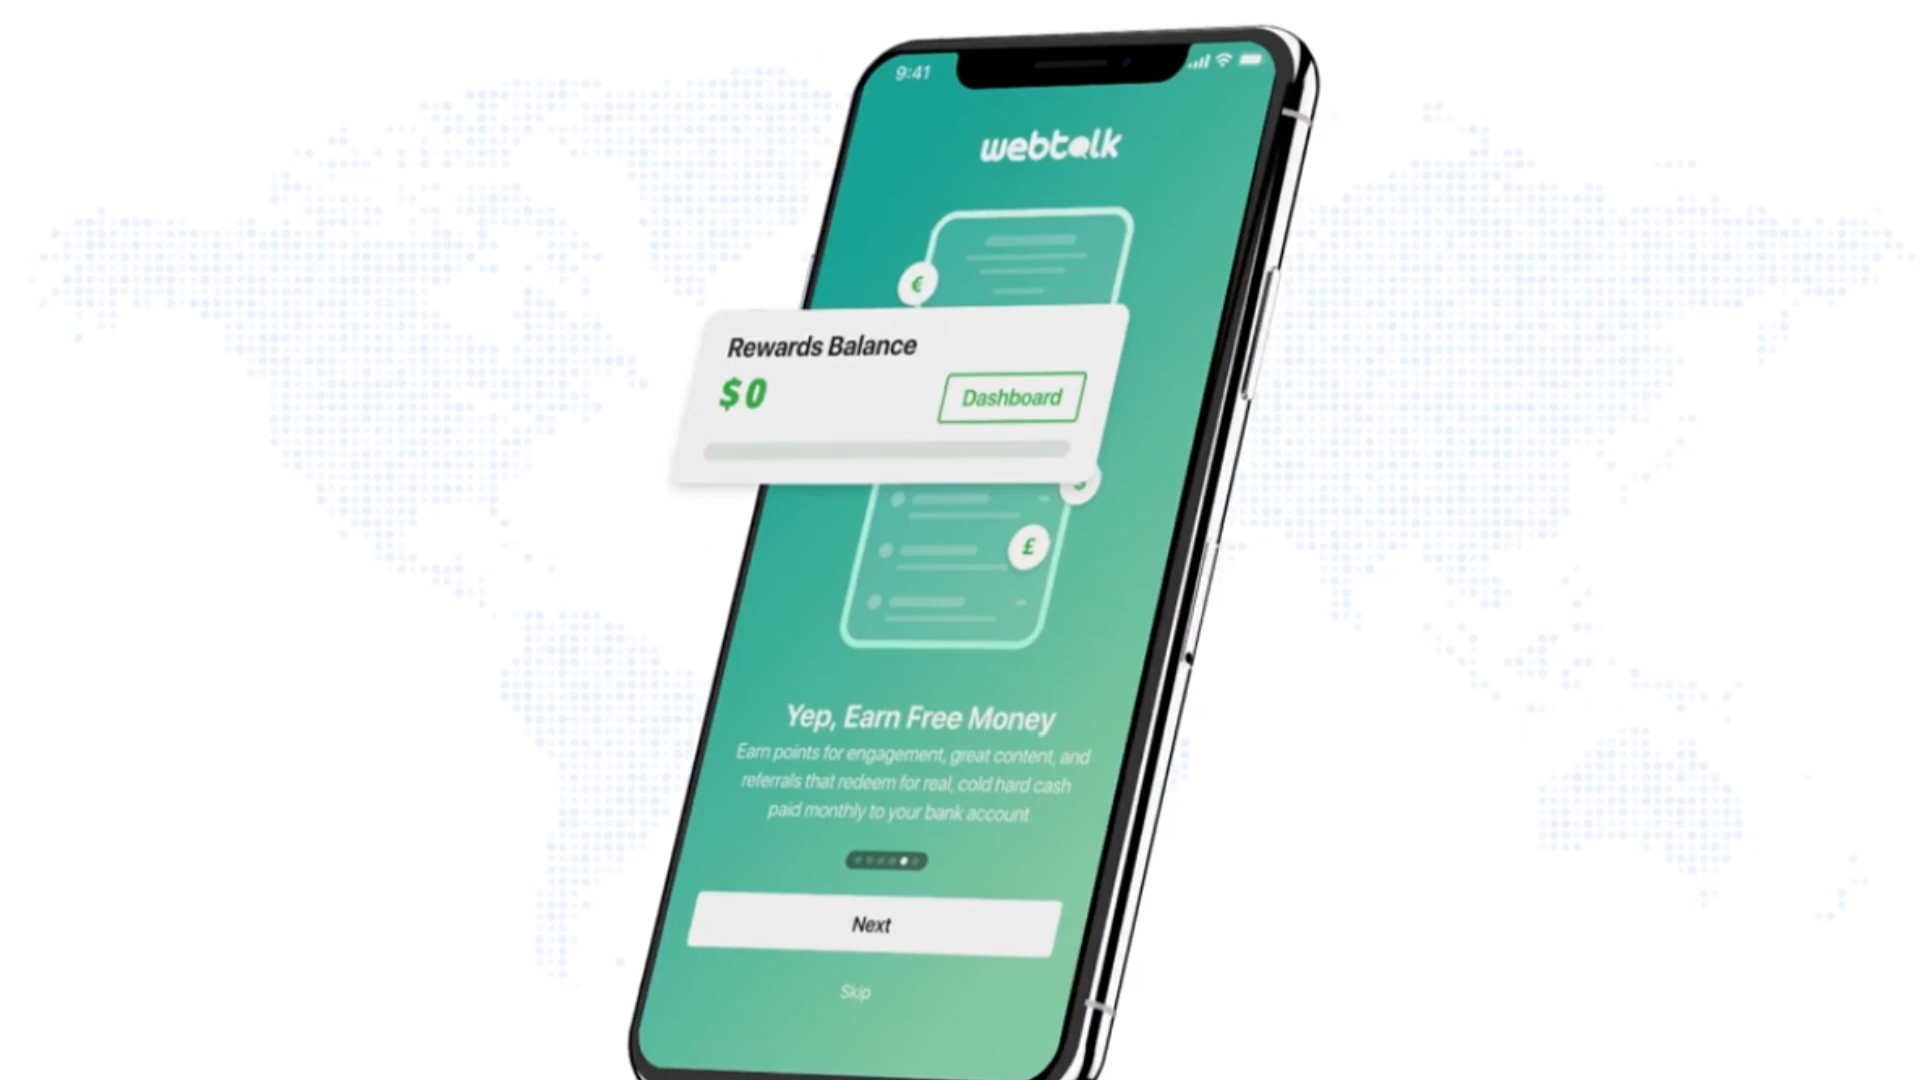 9:41
webtalk
€
Rewards Balance
$0
Dashboard
£
Yep, Earn Free Money
Earn points for engagement, great content, and
referrals that redeem for real, cold hard cash
paid monthly to your bank account
Next
Skip